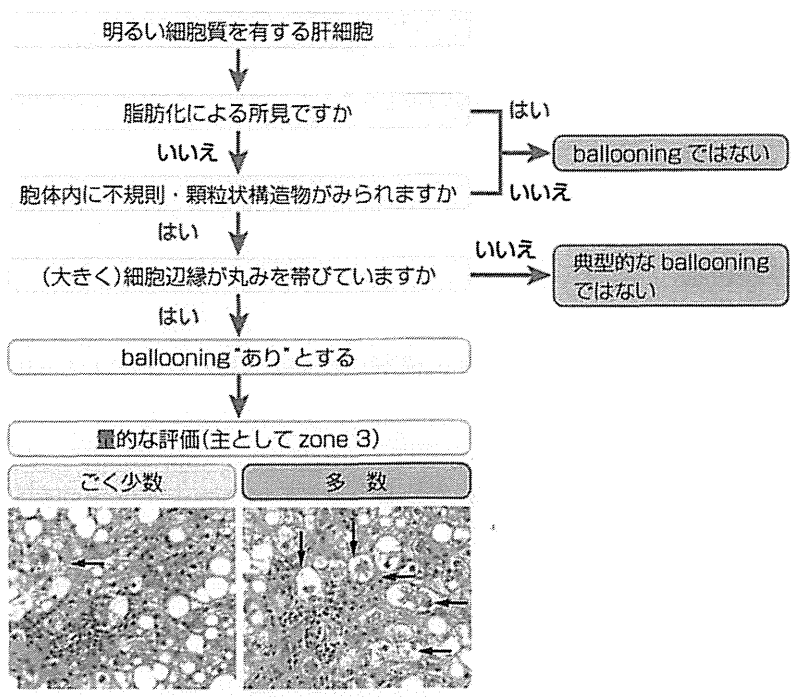 明るい細胞質を有する肝細胞
脂肪化による所見ですか
はい
いいえ
ballooning ではない
胞体内に不規則・顆粒状構造物がみられますか
いいえ
はい
いいえ
(大きく)細胞辺縁が丸みを帯びていますか
典型的な ballooning
ではない
はい
ballooning"あり"とする
量的な評価(主として zone 3)
ごく少数
多 数